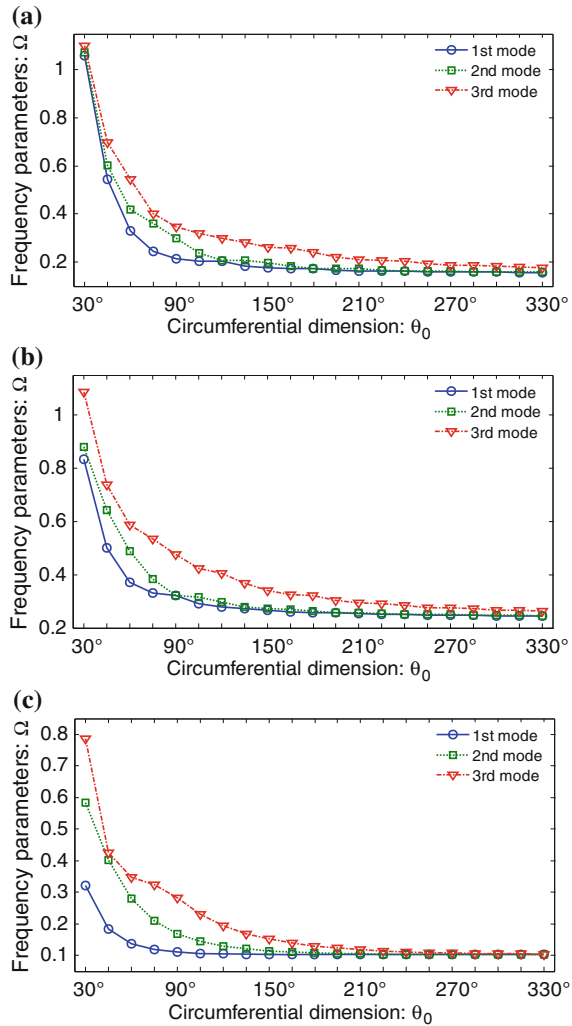 (a)
1
0.8
0.6
0.4
0.2
Frequency parameters: Ω
1st mode
2nd mode
3rd mode
30° 90° 150° 210° 270° 330°
Circumferential dimension: θ0
(b)
1
0.8
0.6
0.4
0.2
Frequency parameters: Ω
1st mode
2nd mode
3rd mode
30° 90° 150° 210° 270° 330°
Circumferential dimension: θ0
(c)
0.8
0.7
0.6
0.5
0.4
0.3
0.2
0.1
Frequency parameters: Ω
1st mode
2nd mode
3rd mode
30° 90° 150° 210° 270° 330°
Circumferential dimension: θ0